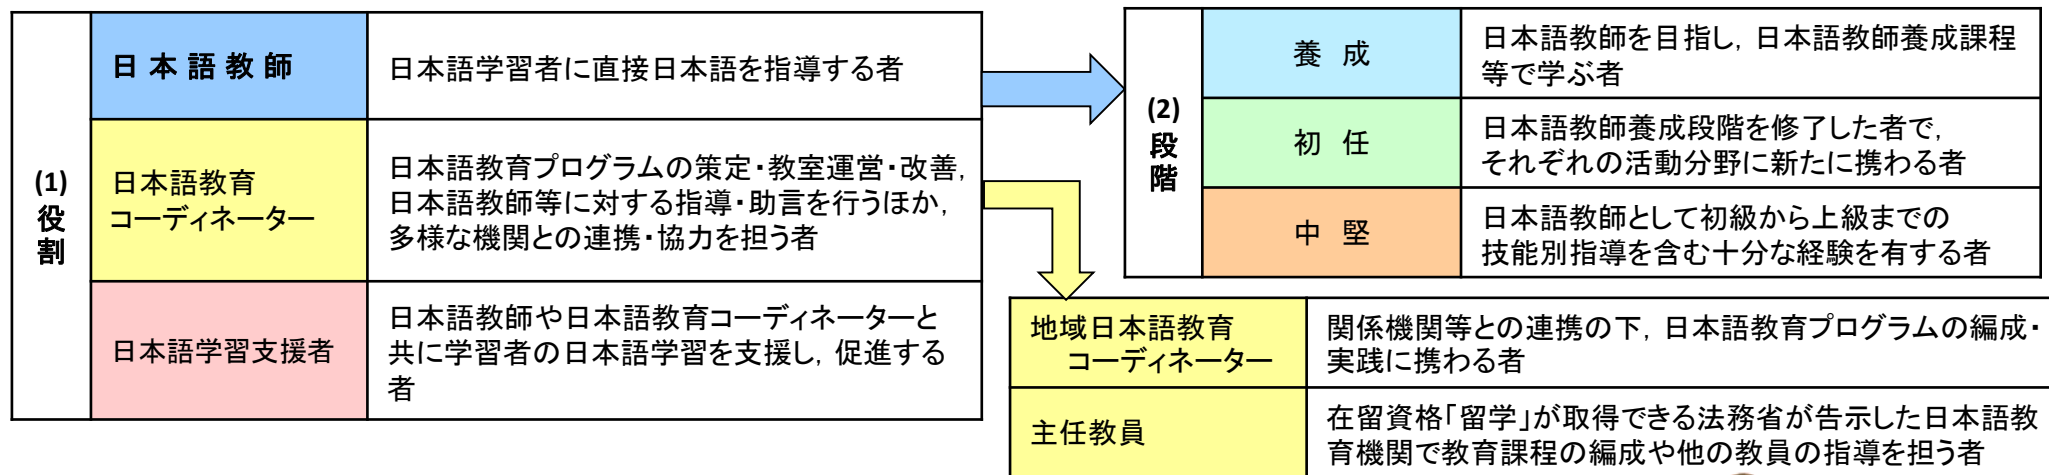 (1)
役
割
日 本 語 教 師
日本語学習者に直接日本語を指導する者
日本語教育
コーディネーター
日本語教育プログラムの策定・教室運営・改善,
日本語教師等に対する指導・助言を行うほか,
多様な機関との連携・協力を担う者
日本語学習支援者
日本語教師や日本語教育コーディネーターと
共に学習者の日本語学習を支援し, 促進する
者
(2)
段
階
養 成
日本語教師を目指し, 日本語教師養成課程
等で学ぶ者
初 任
日本語教師養成段階を修了した者で,
それぞれの活動分野に新たに携わる者
中 堅
日本語教師として初級から上級までの
技能別指導を含む十分な経験を有する者
地域日本語教育
コーディネーター
関係機関等との連携の下, 日本語教育プログラムの編成・
実践に携わる者
主任教員
在留資格「留学」が取得できる法務省が告示した日本語教
育機関で教育課程の編成や他の教員の指導を担う者